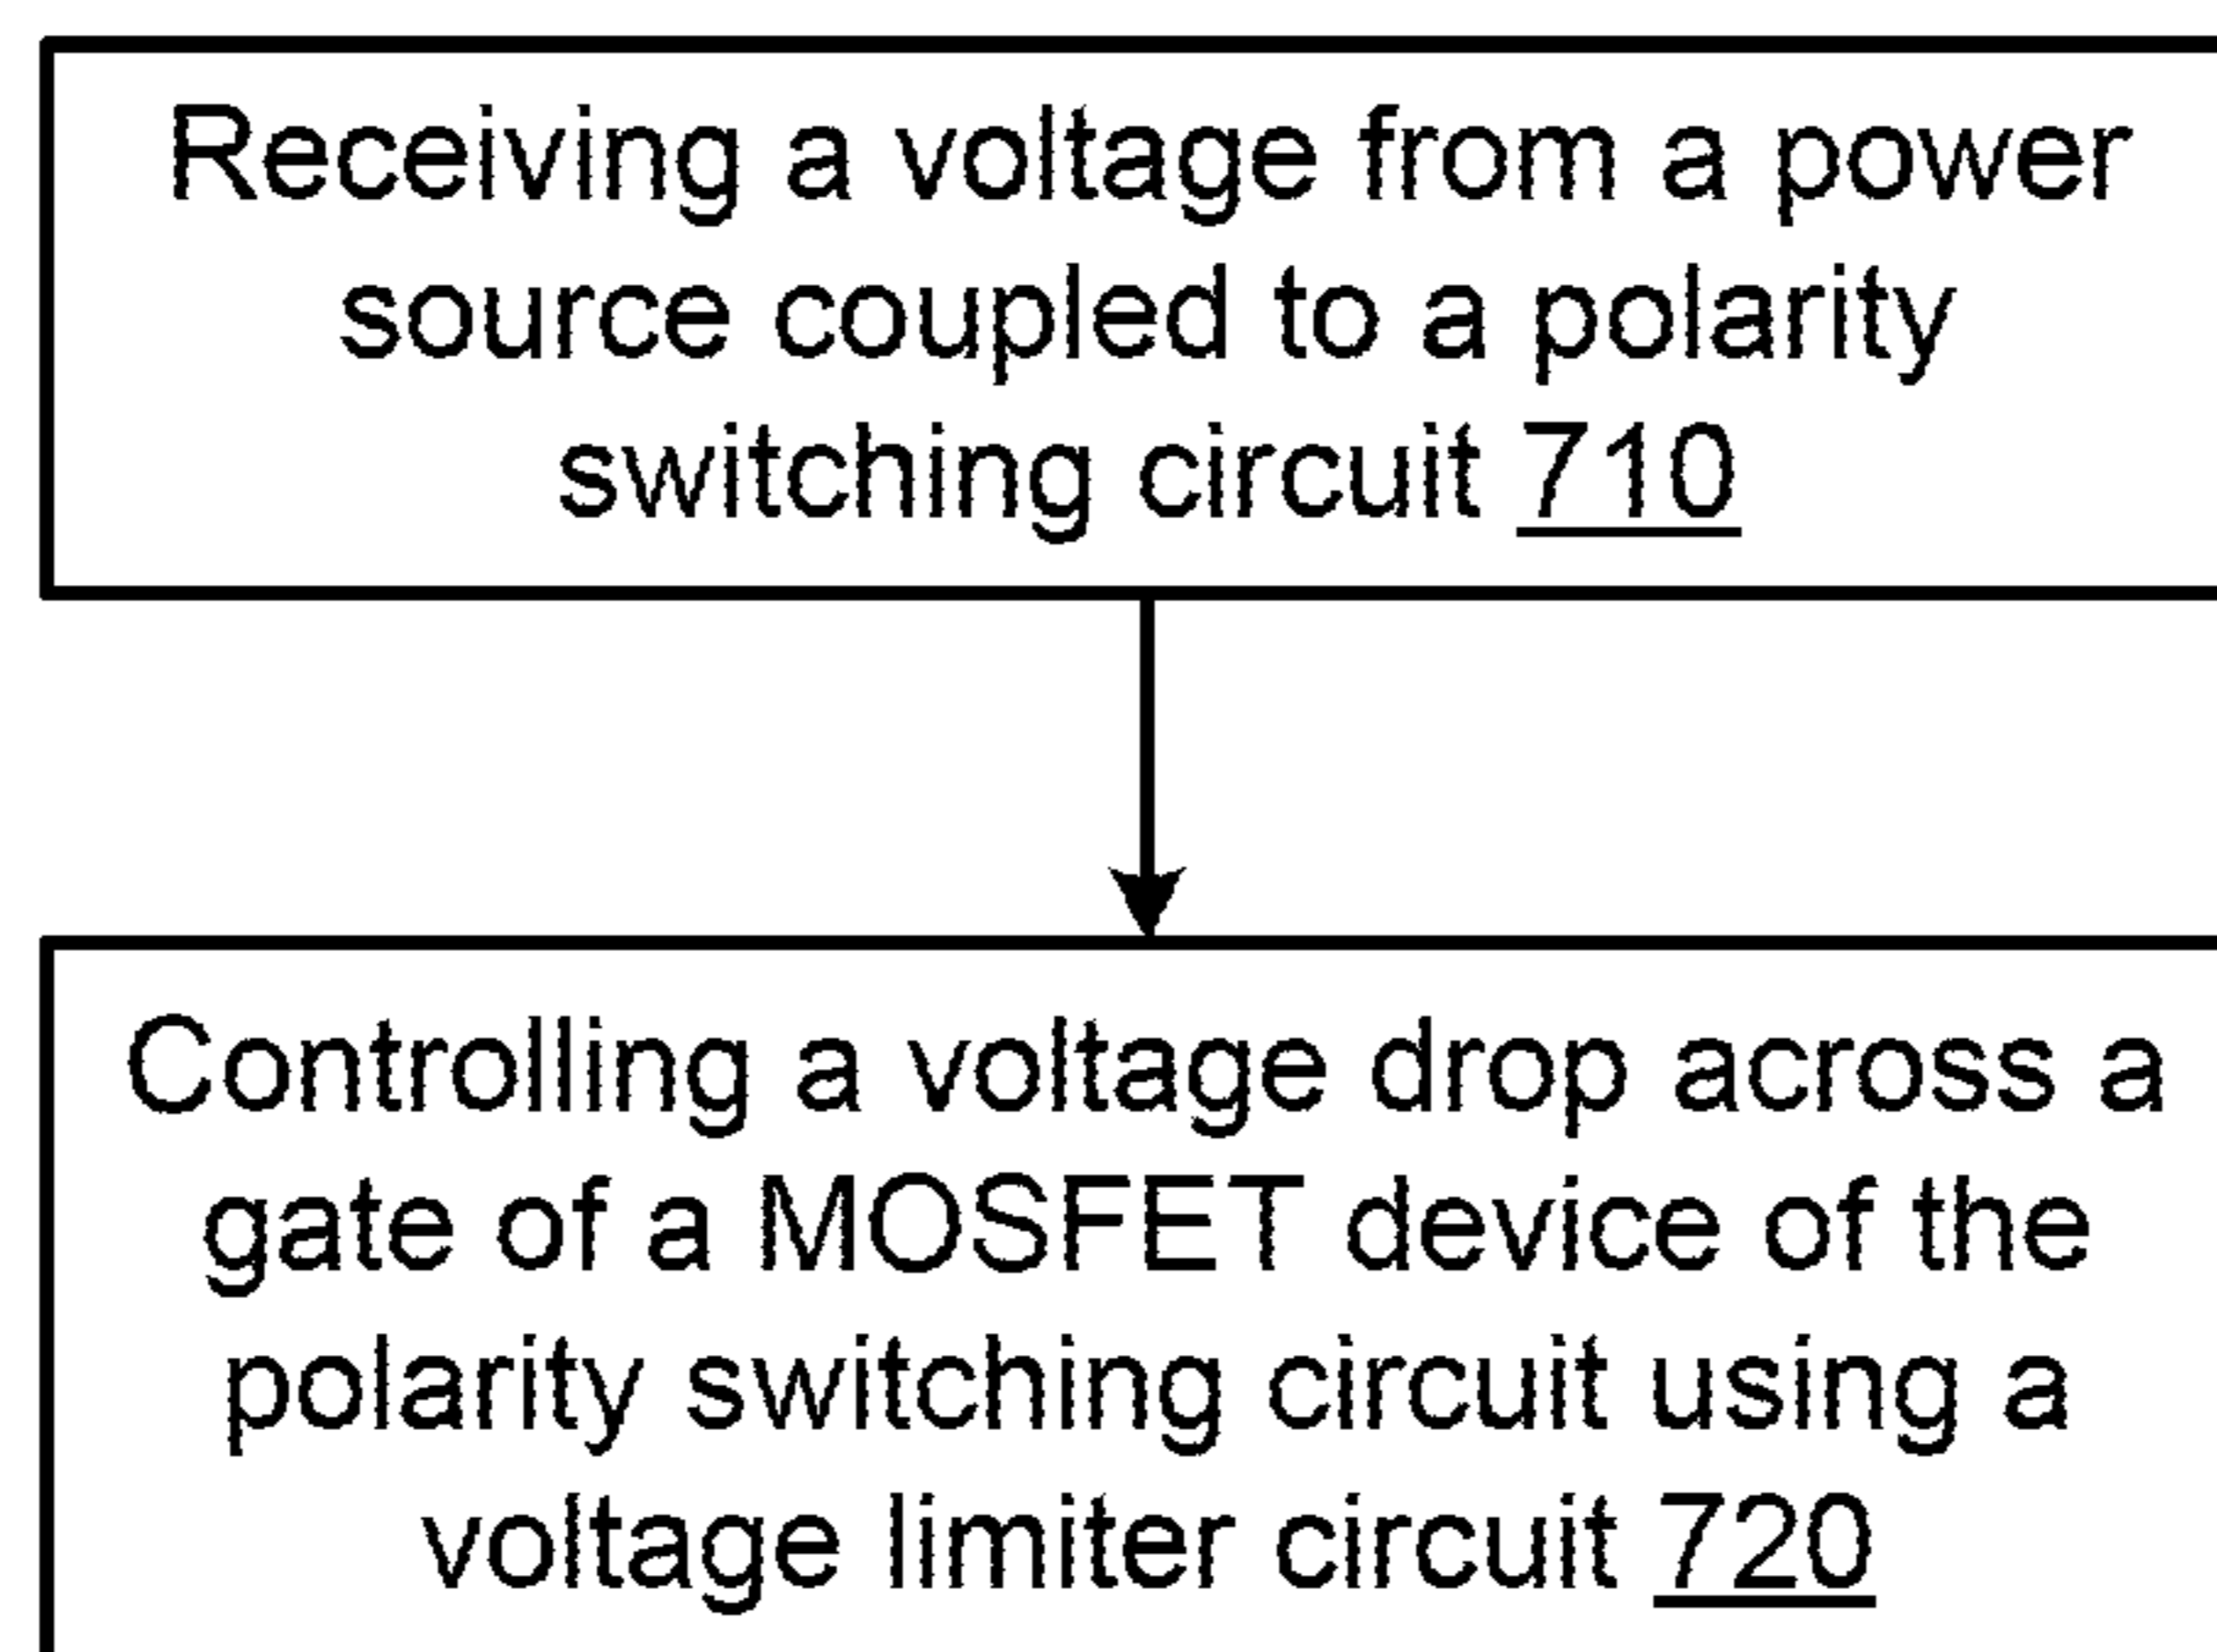 Receiving a voltage from a power
source coupled to a polarity
switching circuit 710
Controlling a voltage drop across a
gate of a MOSFET device of the
polarity switching circuit using a
voltage limiter circuit 720